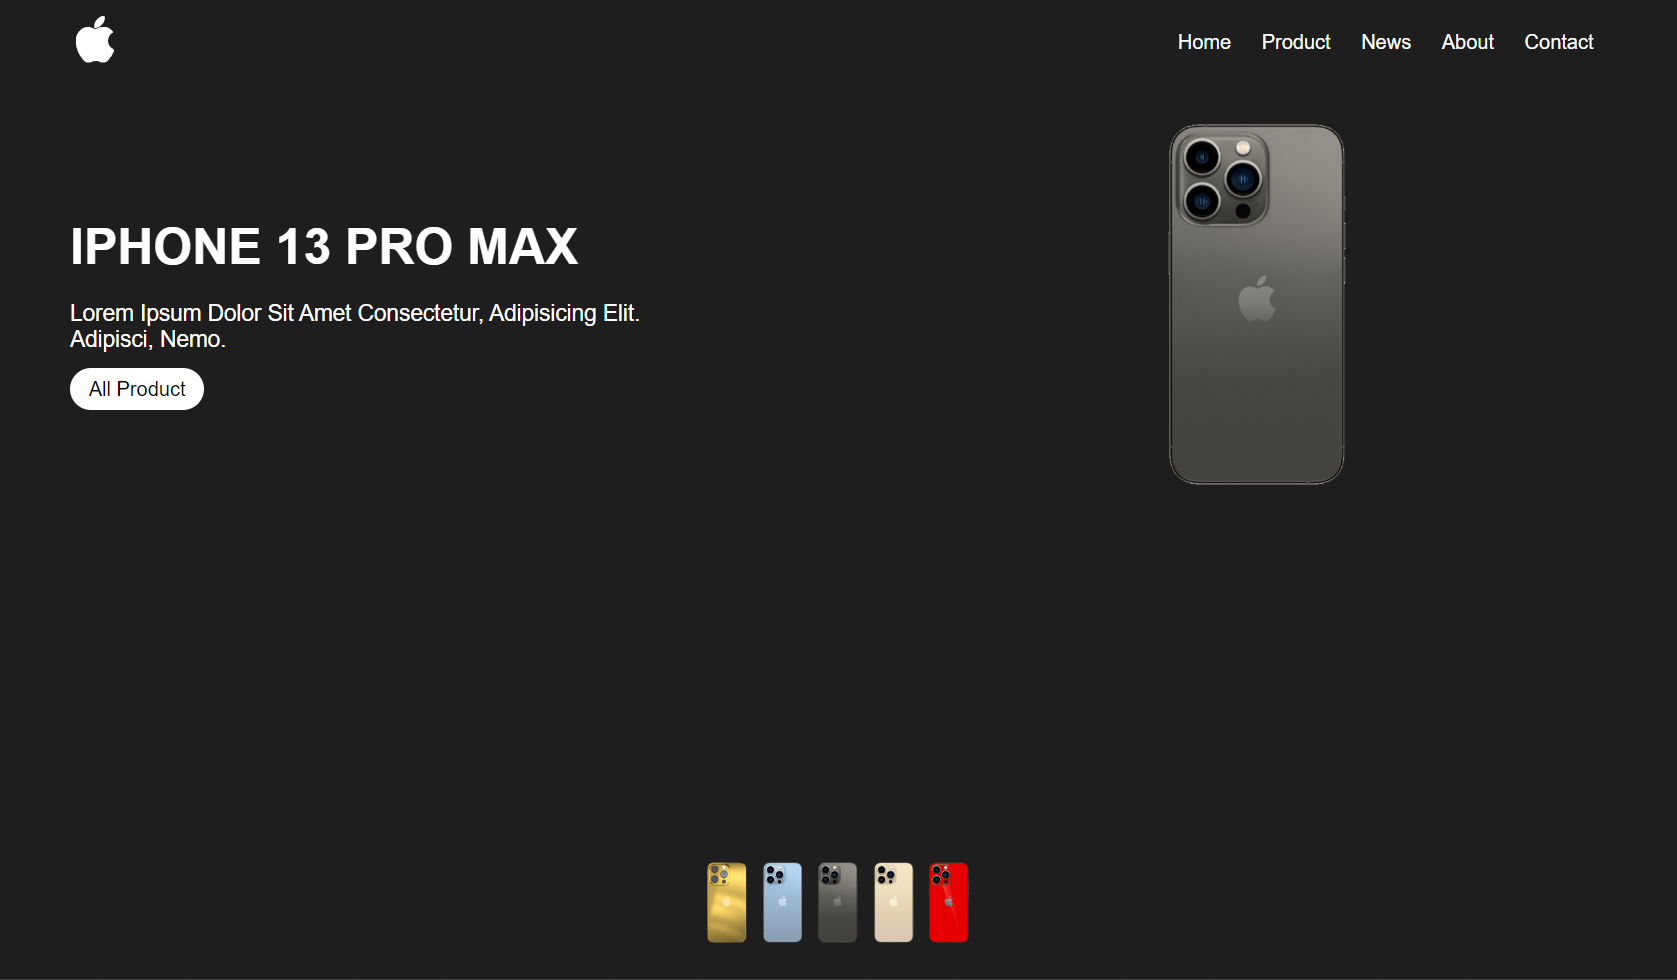 Home Product News About Contact
IPHONE 13 PRO MAX
Lorem Ipsum Dolor Sit Amet Consectetur, Adipisicing Elit.
Adipisci, Nemo.
All Product